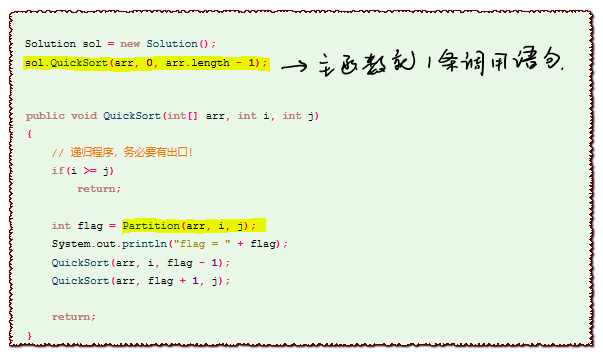 Solution sol = new Solution();
sol.QuickSort(arr, 0, arr.length - 1); → 主函数就1条调用语句.
public void QuickSort(int[] arr, int i, int j)
{
// 递归程序，务必要有出口！
if(i >= j)
return;
int flag = Partition(arr, i, j);
System.out.println("flag = " + flag);
QuickSort(arr, i, flag - 1);
QuickSort(arr, flag + 1, j);
return;
}